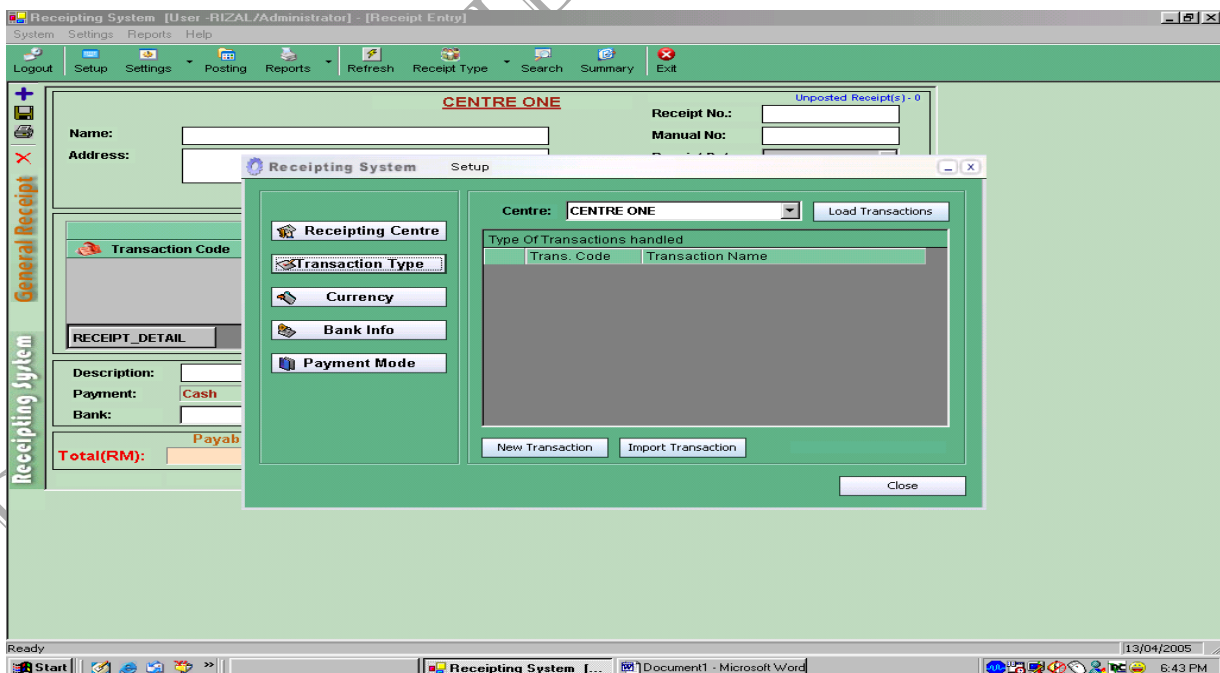 Receipting System [User -RIZAL/Administrator] - [Receipt Entry]
System Settings Reports Help
Logout Setup Settings Posting Reports Refresh Receipt Type Search Summary Exit
CENTRE ONE
Unposted Receipt(s) - 0
Receipt No.:
Name:
Manual No:
Address:
General Receipt
Receipting System
Transaction Code
RECEIPT_DETAIL
Description:
Payment: Cash
Bank:
Payab
Total(RM):
Receipting System Setup
Receipting Centre
Transaction Type
Currency
Bank Info
Payment Mode
Centre: CENTRE ONE Load Transactions
Type Of Transactions handled
Trans. Code Transaction Name
New Transaction Import Transaction
Close
Ready
13/04/2005
Start » Receipting System [... Document1 - Microsoft Word 6:43 PM